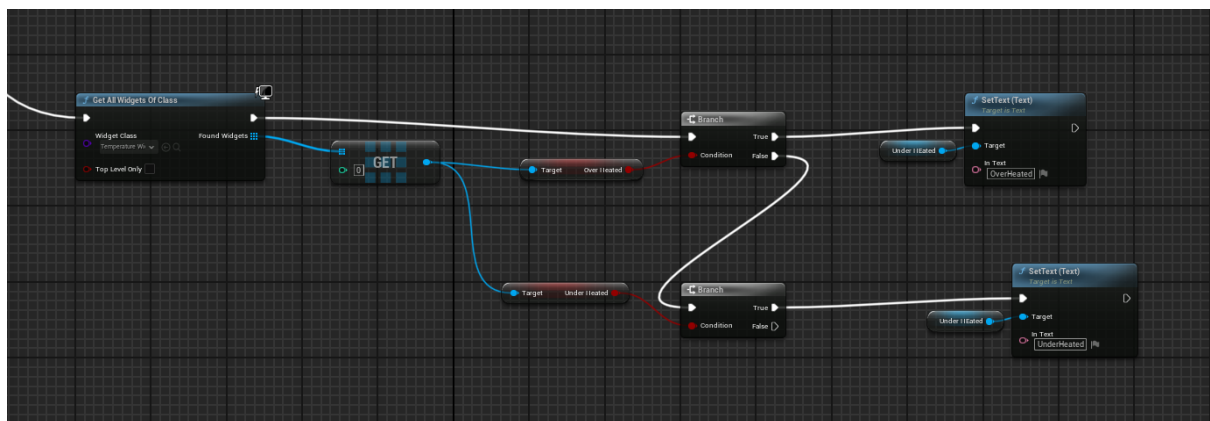 Get All Widgets Of Class
Widget Class
Found Widgets
Temperature Wi
Top Level Only
GET
0
Target
Over Heated
Branch
True
Condition
False
Under HEated
SetText (Text)
Target is Text
Target
In Text
OverHeated
Target
Under Heated
Branch
True
Condition
False
Under HEated
SetText (Text)
Target is Text
Target
In Text
UnderHeated